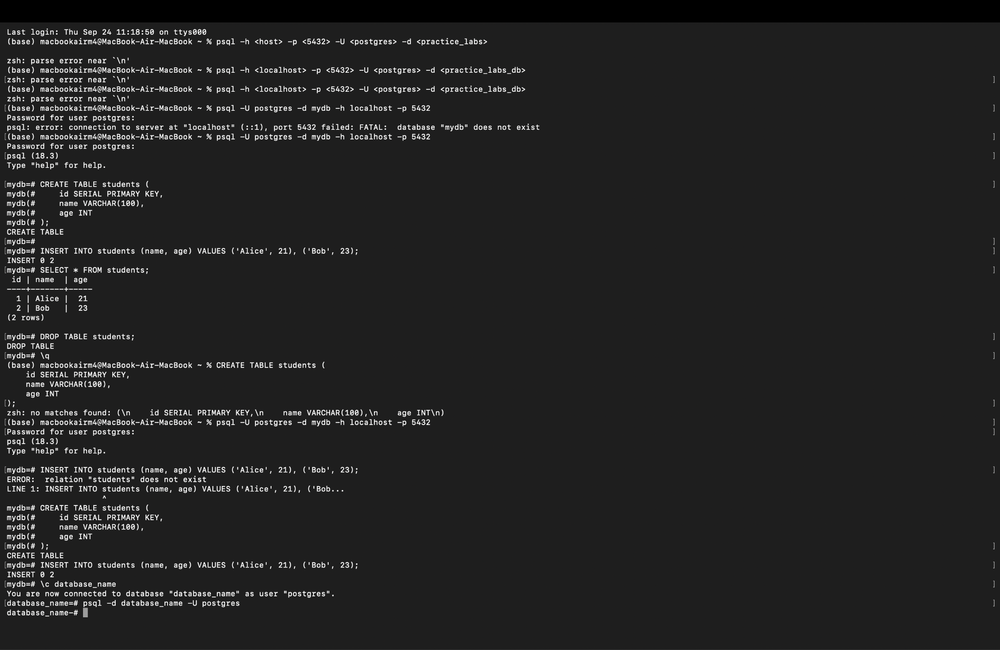 Last login: Thu Sep 24 11:18:50 on ttys000
(base) macbookairm4@MacBook-Air-MacBook ~ % psql -h <host> -p <5432> -U <postgres> -d <practice_labs>
zsh: parse error near `\n'
(base) macbookairm4@MacBook-Air-MacBook ~ % psql -h <localhost> -p <5432> -U <postgres> -d <practice_labs_db>
[zsh: parse error near `\n' ]
(base) macbookairm4@MacBook-Air-MacBook ~ % psql -h <localhost> -p <5432> -U <postgres> -d <practice_labs_db>
zsh: parse error near `\n'
[(base) macbookairm4@MacBook-Air-MacBook ~ % psql -U postgres -d mydb -h localhost -p 5432 ]
Password for user postgres:
psql: error: connection to server at "localhost" (::1), port 5432 failed: FATAL:  database "mydb" does not exist
[(base) macbookairm4@MacBook-Air-MacBook ~ % psql -U postgres -d mydb -h localhost -p 5432 ]
Password for user postgres:
[psql (18.3) ]
Type "help" for help.
[mydb=# CREATE TABLE students ( ]
mydb(#     id SERIAL PRIMARY KEY,
mydb(#     name VARCHAR(100),
mydb(#     age INT
mydb(# );
CREATE TABLE
[mydb=# ]
[mydb=# INSERT INTO students (name, age) VALUES ('Alice', 21), ('Bob', 23); ]
INSERT 0 2
[mydb=# SELECT * FROM students; ]
 id | name  | age
----+-------+-----
  1 | Alice |  21
  2 | Bob   |  23
(2 rows)
[mydb=# DROP TABLE students; ]
DROP TABLE
[mydb=# \q ]
(base) macbookairm4@MacBook-Air-MacBook ~ % CREATE TABLE students (
    id SERIAL PRIMARY KEY,
    name VARCHAR(100),
    age INT
[); ]
zsh: no matches found: (\n    id SERIAL PRIMARY KEY,\n    name VARCHAR(100),\n    age INT\n)
[(base) macbookairm4@MacBook-Air-MacBook ~ % psql -U postgres -d mydb -h localhost -p 5432 ]
[Password for user postgres: ]
psql (18.3)
Type "help" for help.
[mydb=# INSERT INTO students (name, age) VALUES ('Alice', 21), ('Bob', 23); ]
ERROR:  relation "students" does not exist
LINE 1: INSERT INTO students (name, age) VALUES ('Alice', 21), ('Bob...
                    ^
mydb=# CREATE TABLE students (
mydb(#     id SERIAL PRIMARY KEY,
mydb(#     name VARCHAR(100),
mydb(#     age INT
[mydb(# ); ]
CREATE TABLE
[mydb=# INSERT INTO students (name, age) VALUES ('Alice', 21), ('Bob', 23); ]
INSERT 0 2
[mydb=# \c database_name ]
You are now connected to database "database_name" as user "postgres".
[database_name=# psql -d database_name -U postgres ]
database_name-#